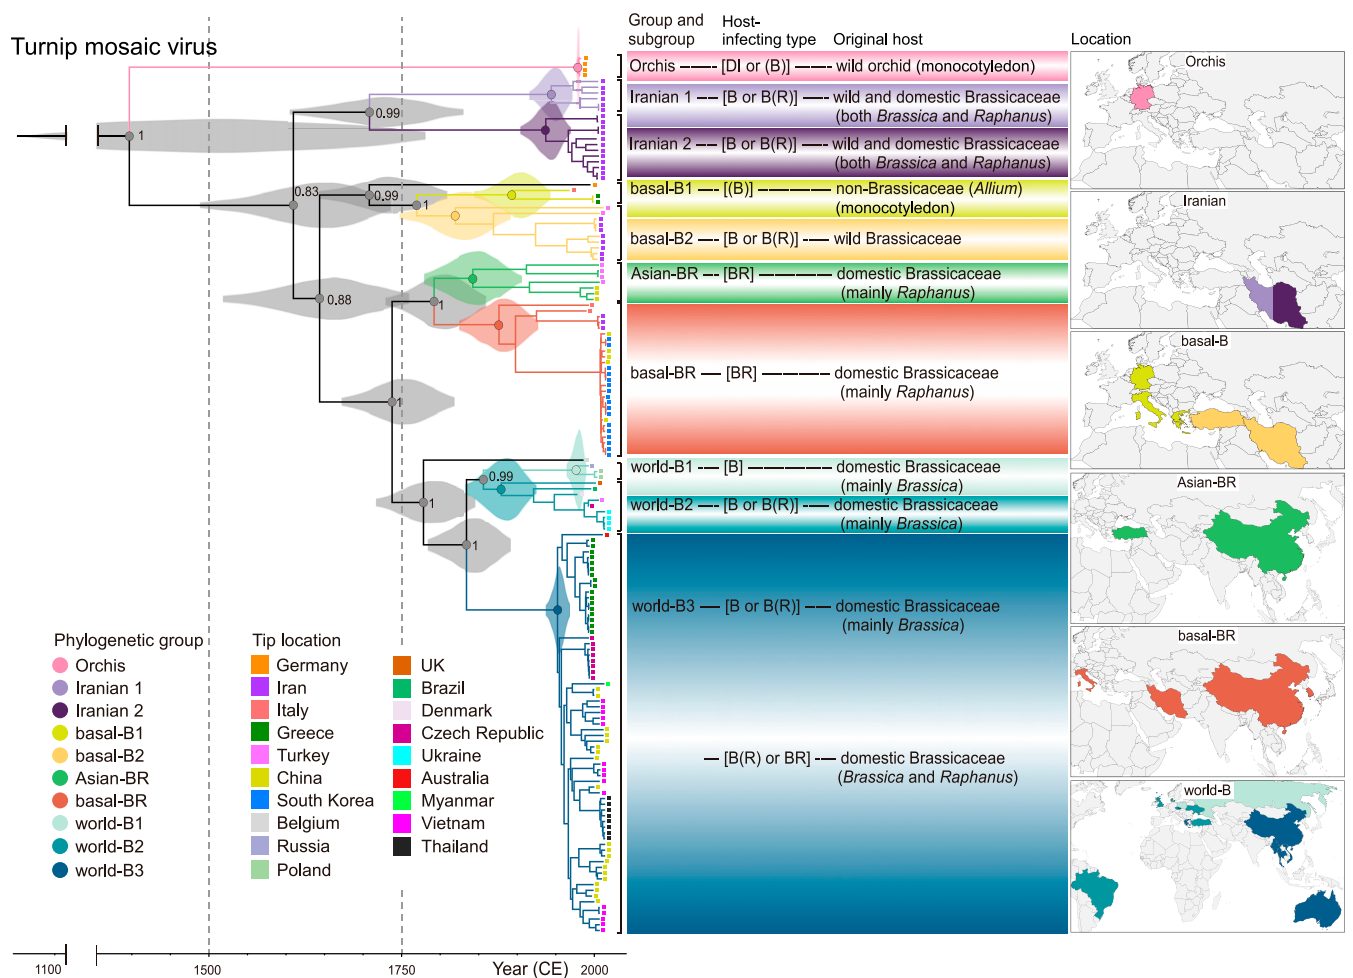 Turnip mosaic virus
Group and subgroup
Host-infecting type
Original host
Location
Orchis [DI or (B)] wild orchid (monocotyledon)
Iranian 1 [B or B(R)] wild and domestic Brassicaceae
(both Brassica and Raphanus)
Iranian 2 [B or B(R)] wild and domestic Brassicaceae
(both Brassica and Raphanus)
basal-B1 [(B)] non-Brassicaceae (Allium)
(monocotyledon)
basal-B2 [B or B(R)] wild Brassicaceae
Asian-BR [BR] domestic Brassicaceae
(mainly Raphanus)
basal-BR [BR] domestic Brassicaceae
(mainly Raphanus)
world-B1 [B] domestic Brassicaceae
(mainly Brassica)
world-B2 [B or B(R)] domestic Brassicaceae
(mainly Brassica)
world-B3 [B or B(R)] domestic Brassicaceae
(mainly Brassica)
[B(R) or BR] domestic Brassicaceae
(Brassica and Raphanus)
Orchis
Iranian
basal-B
Asian-BR
basal-BR
world-B
1
0.99
0.83
0.99
1
0.88
1
1
0.99
1
1
Phylogenetic group
Orchis
Iranian 1
Iranian 2
basal-B1
basal-B2
Asian-BR
basal-BR
world-B1
world-B2
world-B3
Tip location
Germany
Iran
Italy
Greece
Turkey
China
South Korea
Belgium
Russia
Poland
UK
Brazil
Denmark
Czech Republic
Ukraine
Australia
Myanmar
Vietnam
Thailand
1100
1500
1750
Year (CE)
2000